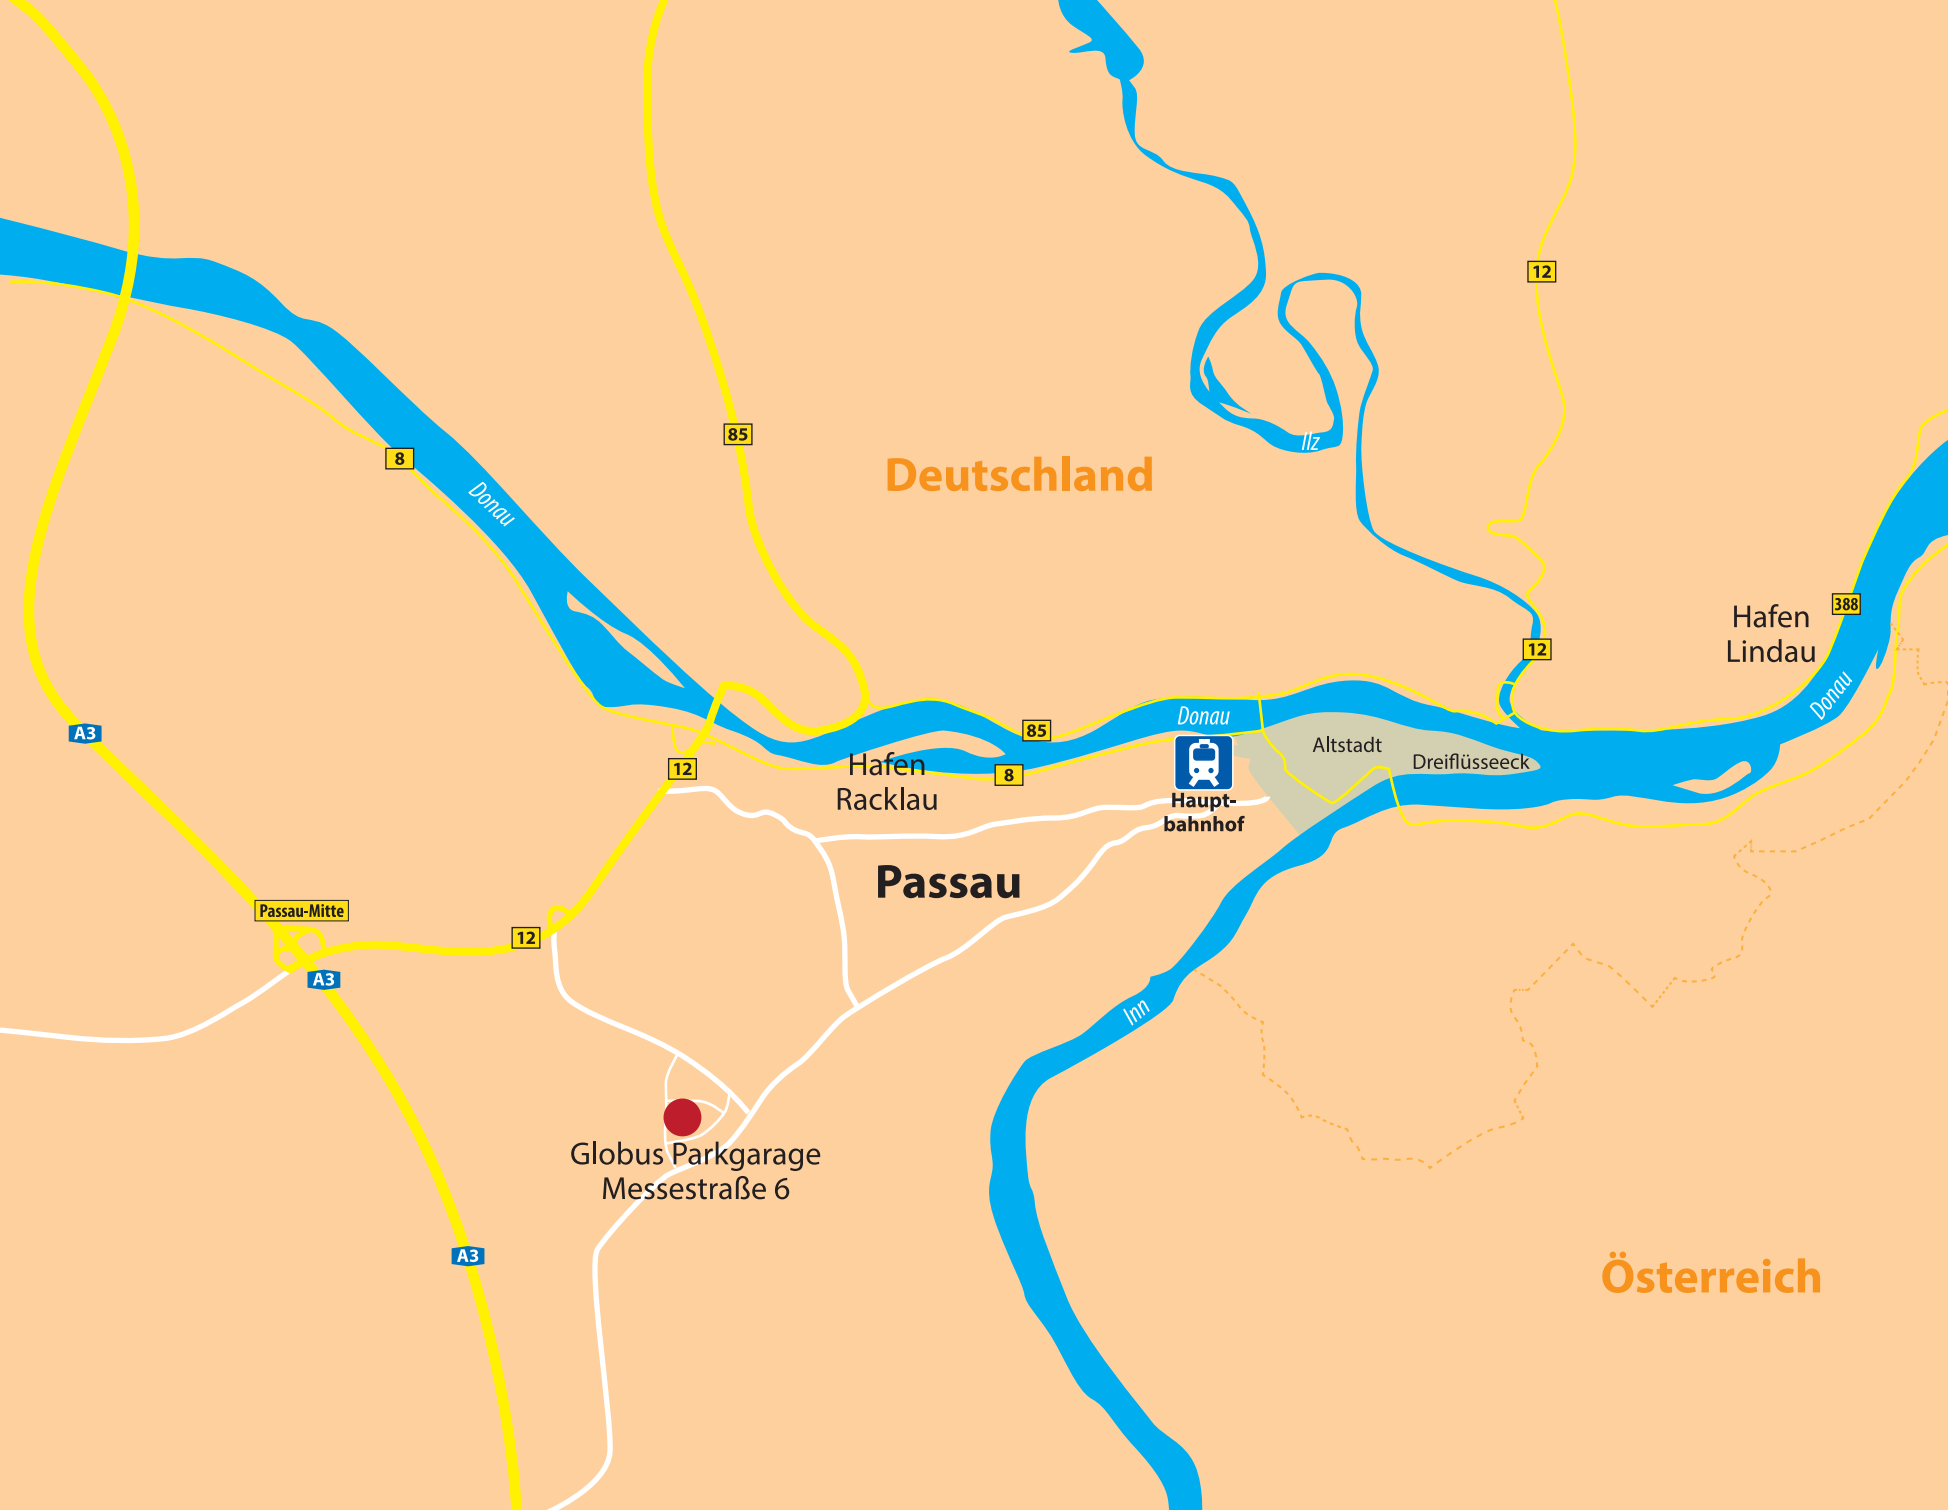 12
85
8
Deutschland
Ilz
Donau
Hafen
Lindau
388
12
Donau
A3
85
Donau
Altstadt
Dreiflüsseeck
12
Hafen
Racklau
8
Haupt-
bahnhof
Passau
Passau-Mitte
12
A3
Inn
Globus Parkgarage
Messestraße 6
A3
Österreich